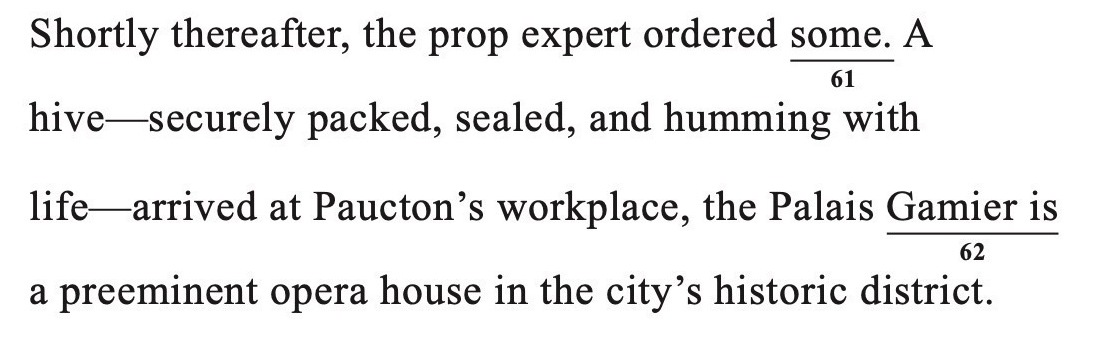 Shortly thereafter, the prop expert ordered some. A
61
hive—securely packed, sealed, and humming with
life—arrived at Paucton's workplace, the Palais Gamier is
62
a preeminent opera house in the city's historic district.